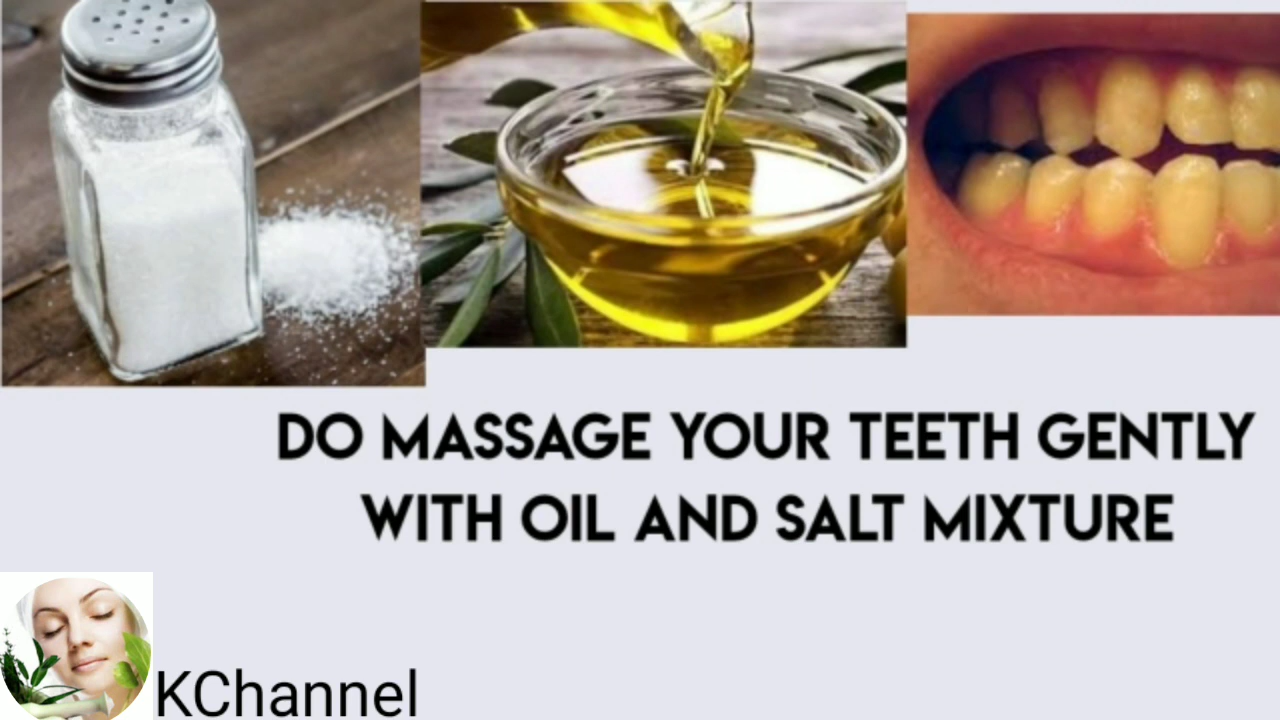 DO MASSAGE YOUR TEETH GENTLY
WITH OIL AND SALT MIXTURE
KChannel